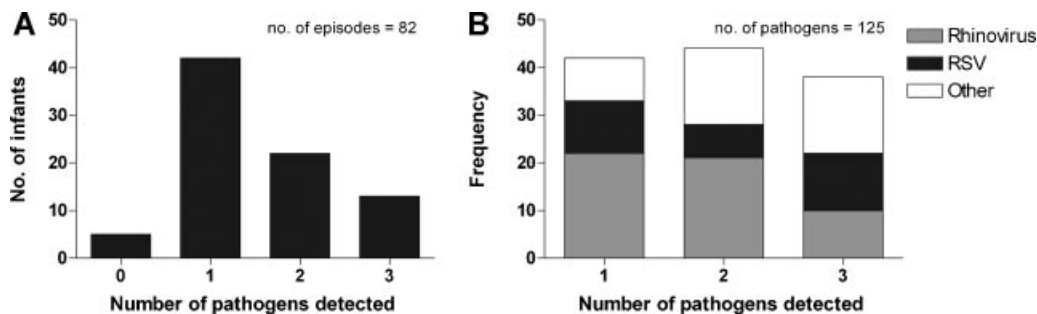 A
no. of episodes = 82
No. of infants
50
40
30
20
10
0
0 1 2 3
Number of pathogens detected
B
no. of pathogens = 125
Frequency
50
40
30
20
10
0
1 2 3
Number of pathogens detected
Rhinovirus
RSV
Other